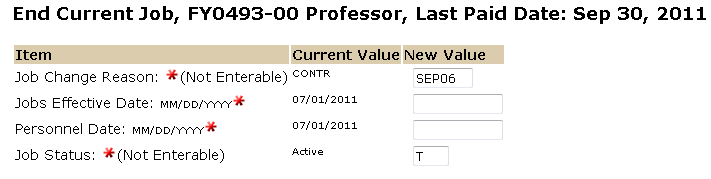 End Current Job, FY0493-00 Professor, Last Paid Date: Sep 30, 2011
Item Current Value New Value
Job Change Reason: *(Not Enterable) CONTR SEP06
Jobs Effective Date: MM/DD/YYYY* 07/01/2011
Personnel Date: MM/DD/YYYY* 07/01/2011
Job Status: *(Not Enterable) Active T